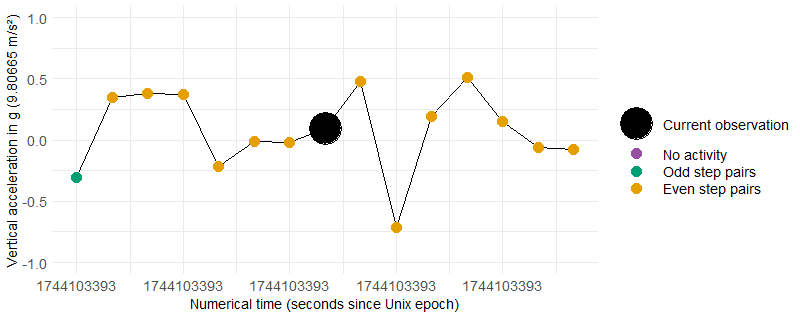 Vertical acceleration in g (9.80665 m/s²)
1.0
0.5
0.0
-0.5
-1.0
1744103393 1744103393 1744103393 1744103393 1744103393
Numerical time (seconds since Unix epoch)
Current observation
No activity
Odd step pairs
Even step pairs